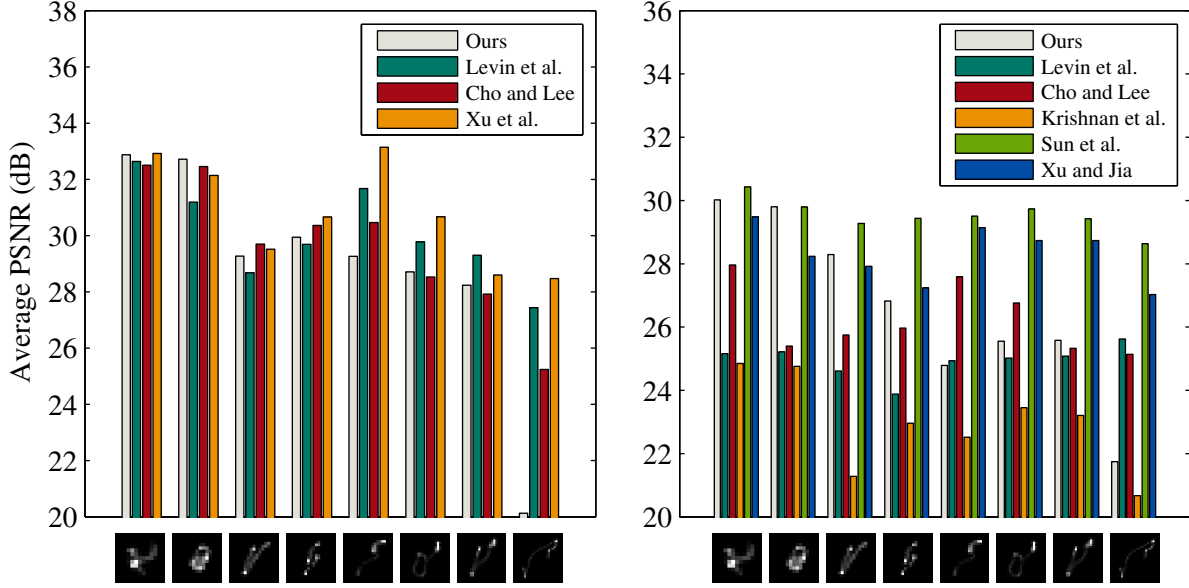 Average PSNR (dB)
38
36
34
32
30
28
26
24
22
20
Ours
Levin et al.
Cho and Lee
Xu et al.
36
34
32
30
28
26
24
22
20
Ours
Levin et al.
Cho and Lee
Krishnan et al.
Sun et al.
Xu and Jia